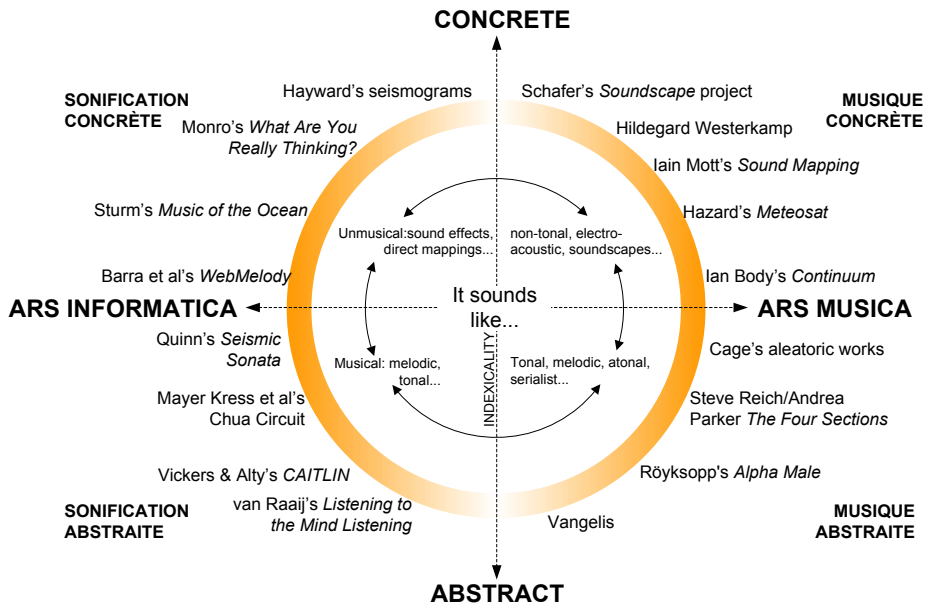 CONCRETE
SONIFICATION
CONCRÈTE
Hayward's seismograms
Schafer's Soundscape project
MUSIQUE
CONCRÈTE
Monro's What Are You
Really Thinking?
Hildegard Westerkamp
Iain Mott's Sound Mapping
Sturm's Music of the Ocean
Hazard's Meteosat
Unmusical:sound effects,
direct mappings...
non-tonal, electro-
acoustic, soundscapes...
Barra et al's WebMelody
Ian Body's Continuum
ARS INFORMATICA
It sounds
like...
ARS MUSICA
Quinn's Seismic
Sonata
Cage's aleatoric works
Musical: melodic,
tonal...
INDEXICALITY
Tonal, melodic, atonal,
serialist...
Mayer Kress et al's
Chua Circuit
Steve Reich/Andrea
Parker The Four Sections
Vickers & Alty's CAITLIN
Röyksopp's Alpha Male
van Raaij's Listening to
the Mind Listening
Vangelis
SONIFICATION
ABSTRAITE
MUSIQUE
ABSTRAITE
ABSTRACT